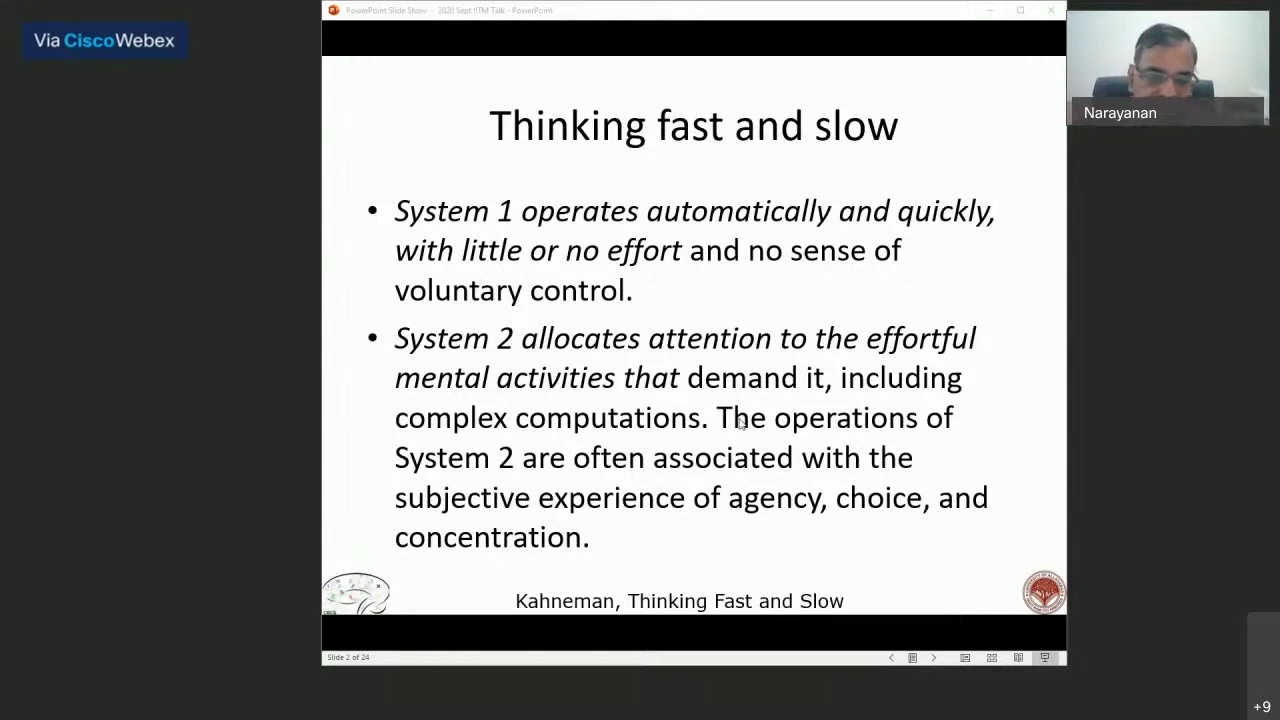 Via CiscoWebex
PowerPoint Slide Show - 2020 Sept IITM Talk - PowerPoint
Narayanan
Thinking fast and slow
• System 1 operates automatically and quickly,
with little or no effort and no sense of
voluntary control.
• System 2 allocates attention to the effortful
mental activities that demand it, including
complex computations. The operations of
System 2 are often associated with the
subjective experience of agency, choice, and
concentration.
Kahneman, Thinking Fast and Slow
Slide 2 of 24
+9